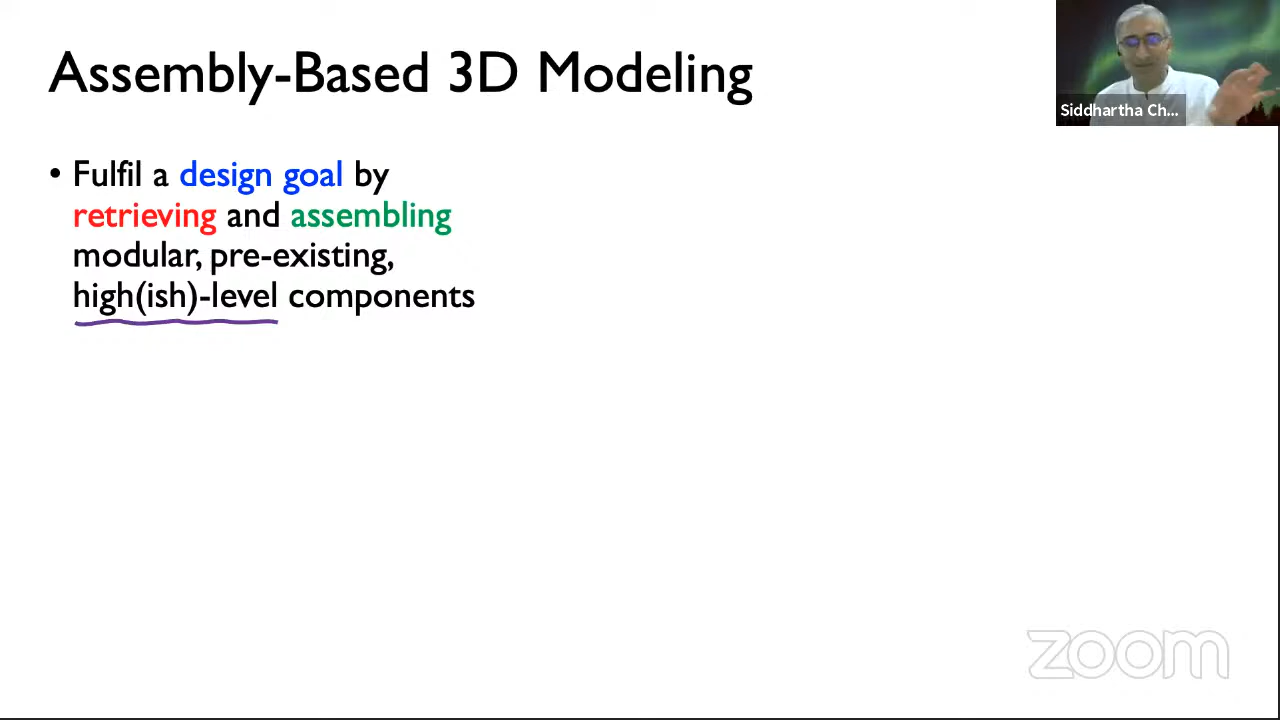 Assembly-Based 3D Modeling
Siddhartha Ch...
• Fulfil a design goal by
retrieving and assembling
modular, pre-existing,
high(ish)-level components
zoom